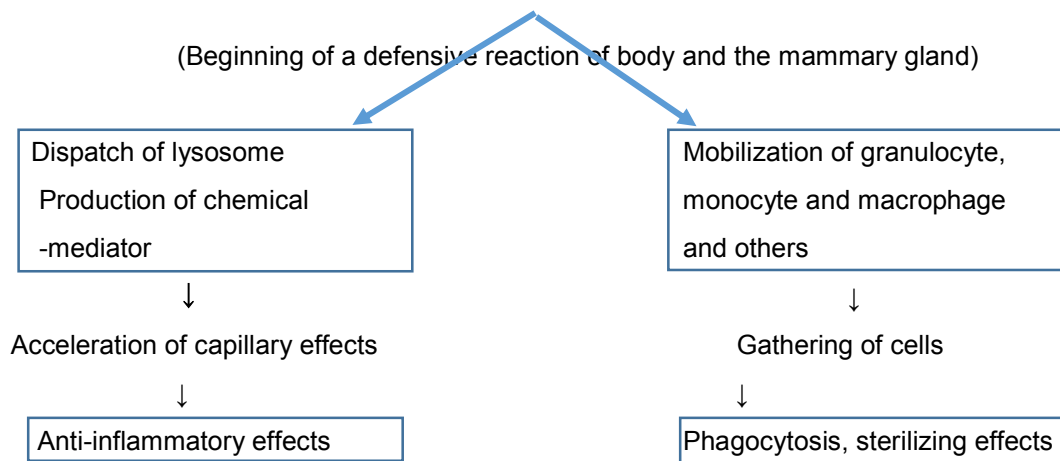 (Beginning of a defensive reaction of body and the mammary gland)
Dispatch of lysosome
Production of chemical
-mediator
Mobilization of granulocyte,
monocyte and macrophage
and others
↓
↓
Acceleration of capillary effects
Gathering of cells
↓
↓
Anti-inflammatory effects
Phagocytosis, sterilizing effects